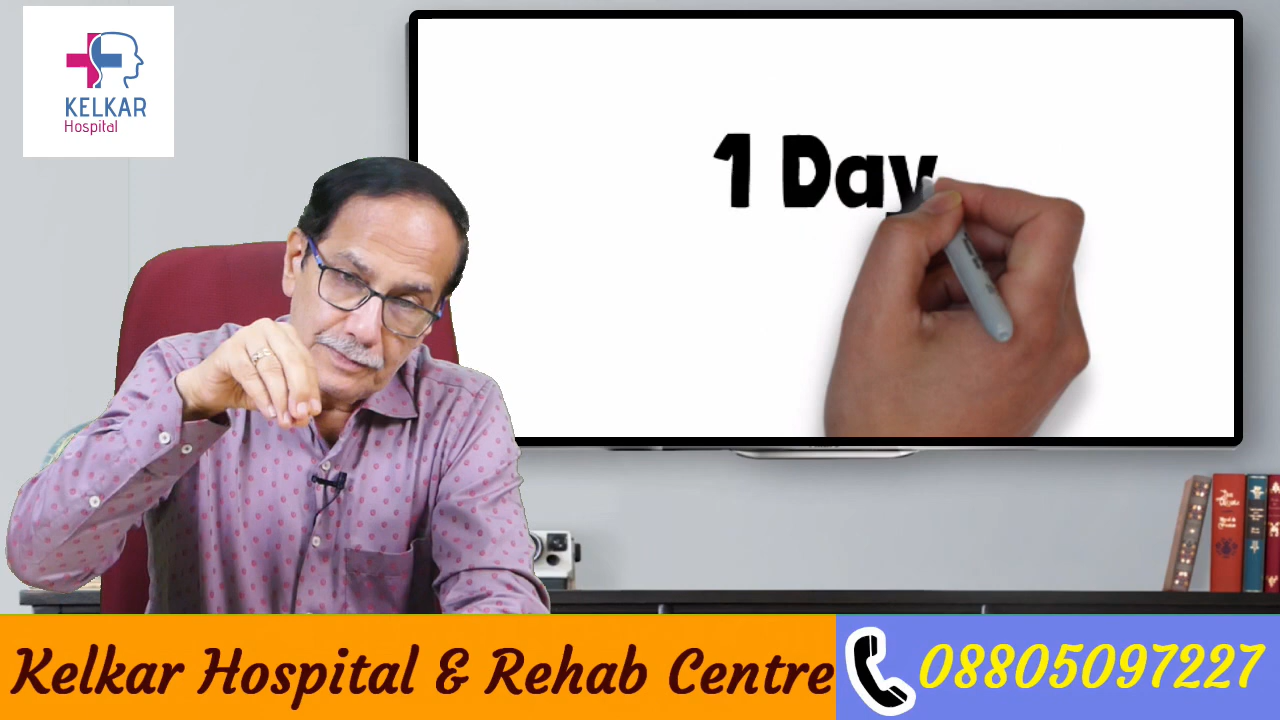 KELKAR
Hospital
1 Day
Kelkar Hospital & Rehab Centre
08805097227